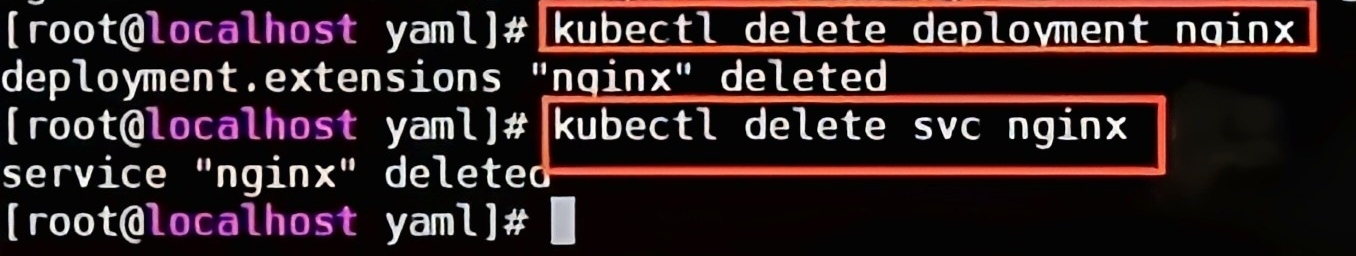 [root@localhost yaml]# kubectl delete deployment nginx
deployment.extensions "nginx" deleted
[root@localhost yaml]# kubectl delete svc nginx
service "nginx" deleted
[root@localhost yaml]#